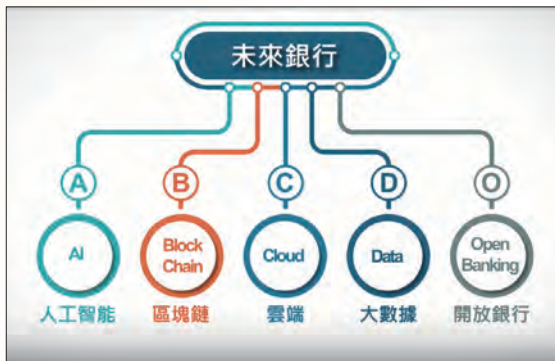 未來銀行
A
B
C
D
O
AI
Block
Chain
Cloud
Data
Open
Banking
人工智能
區塊鏈
雲端
大數據
開放銀行